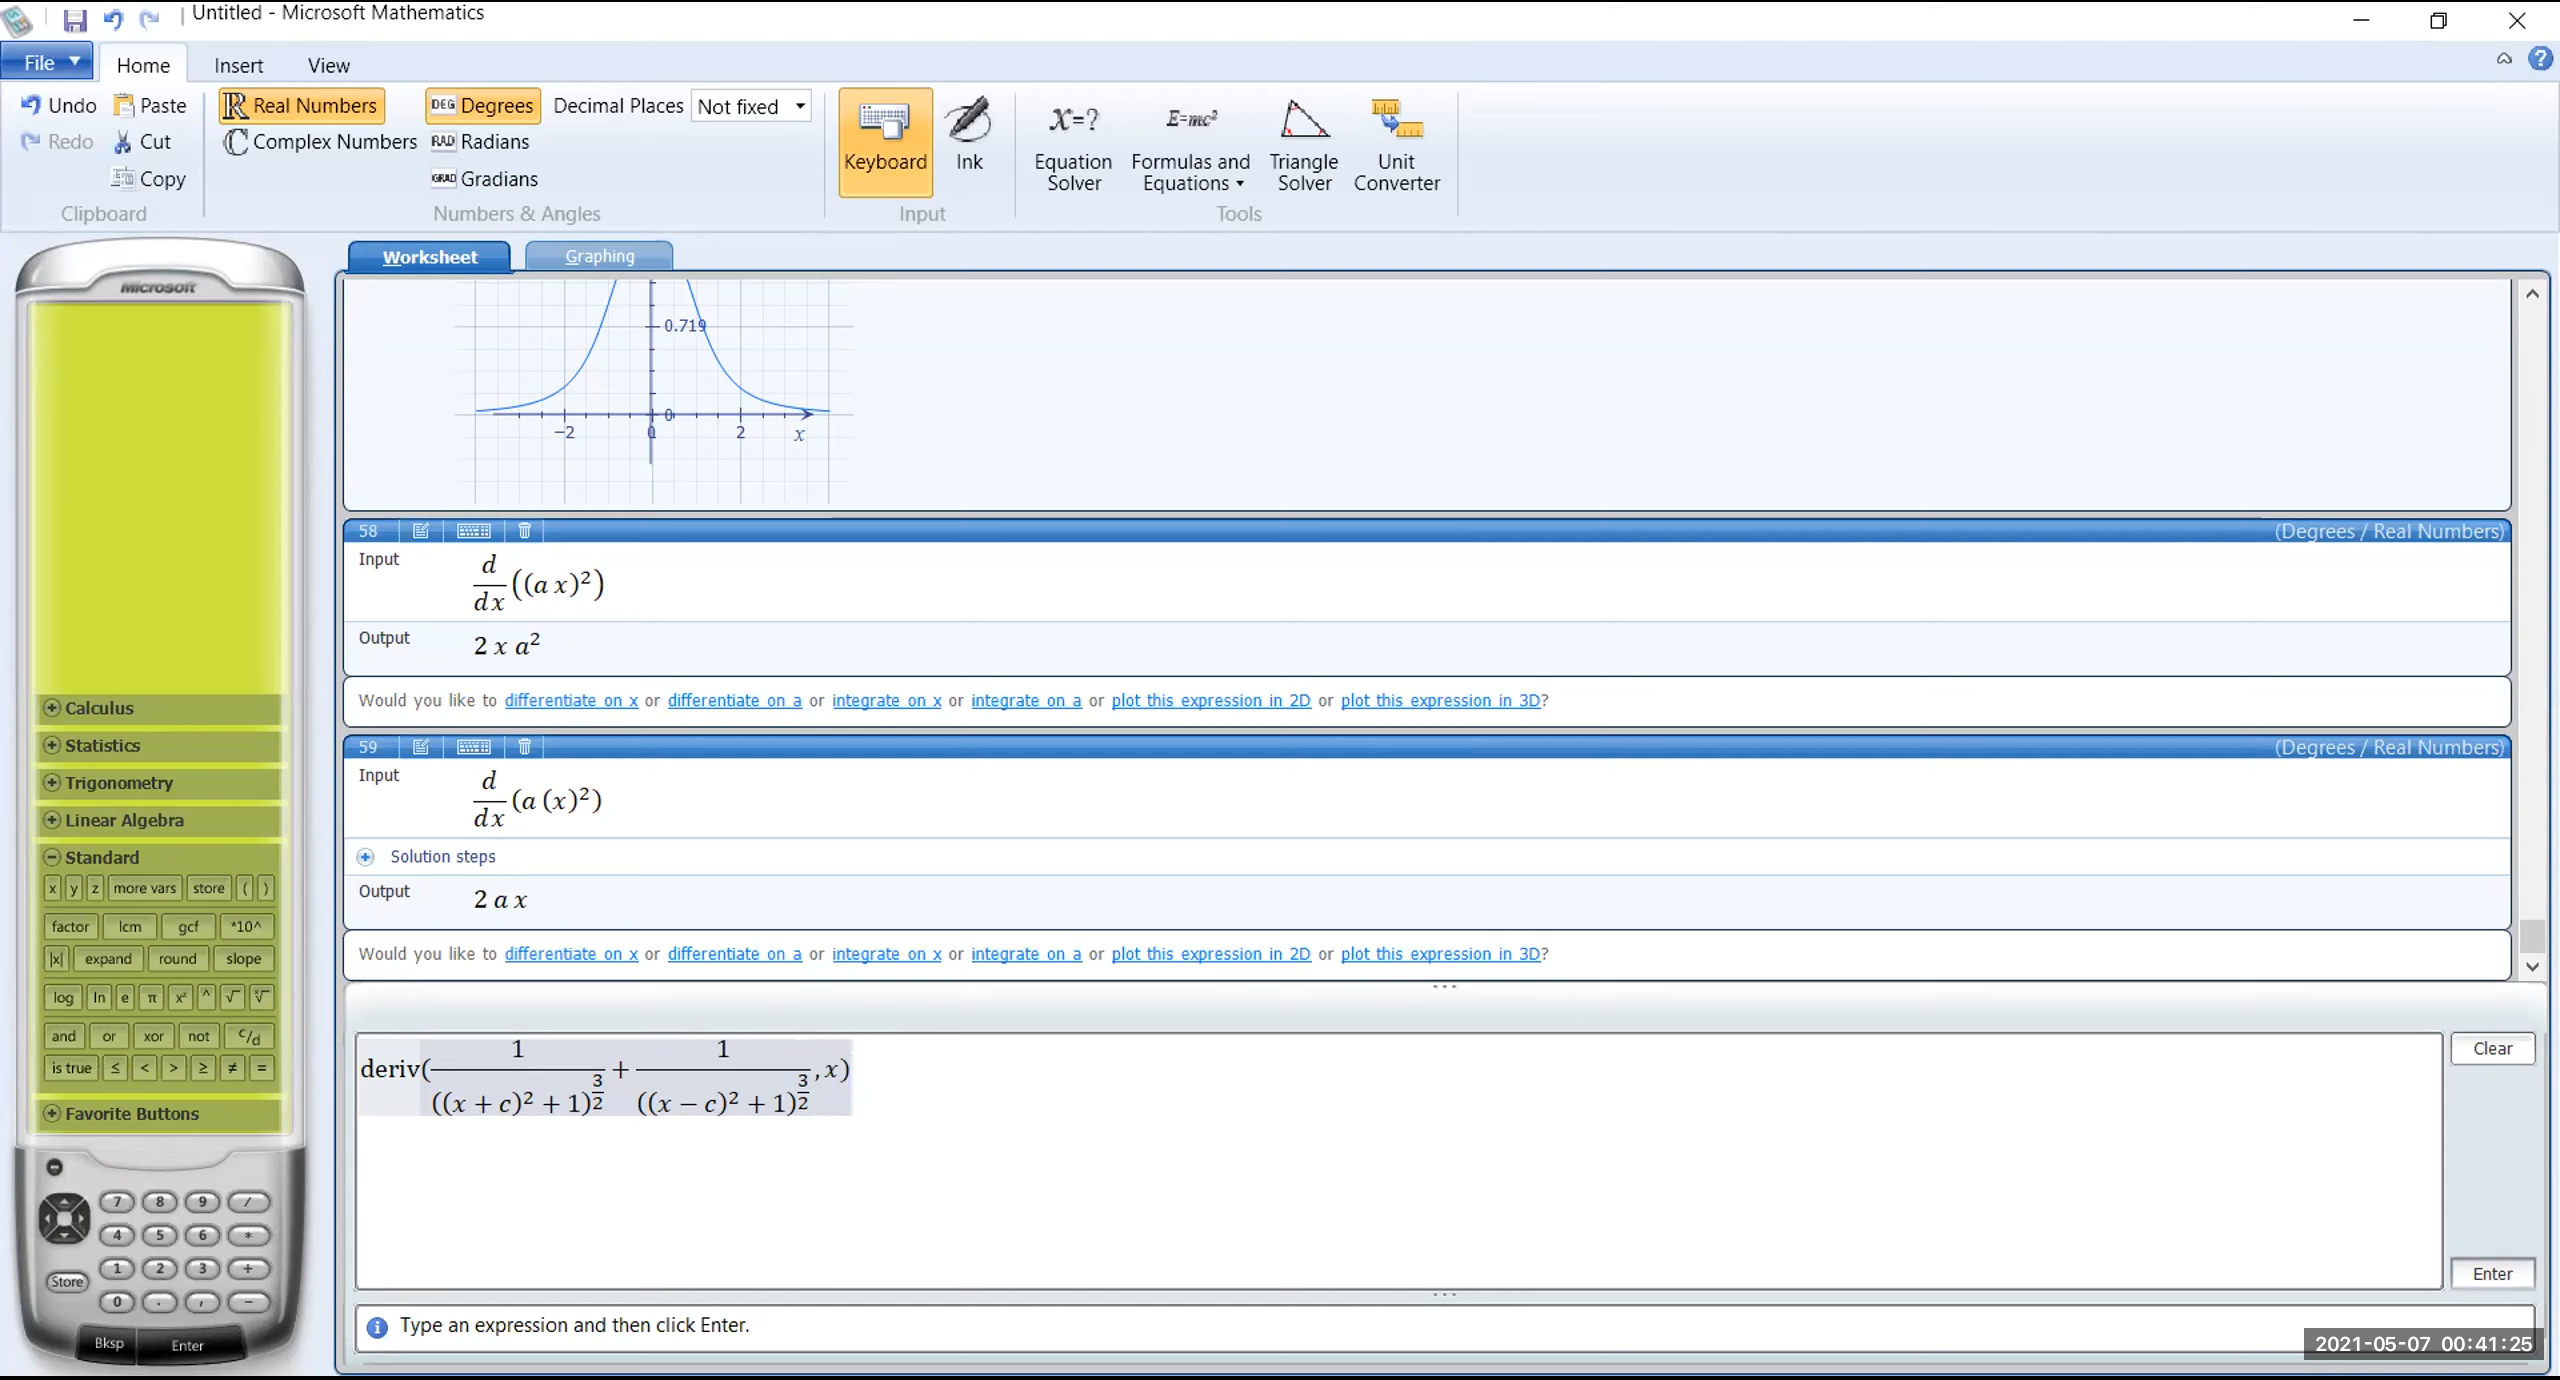 Untitled - Microsoft Mathematics
File
Home
Insert
View
Undo
Paste
Real Numbers
DEG Degrees
Decimal Places
Not fixed
Redo
Cut
Complex Numbers
RAD Radians
Copy
GRAD Gradians
Clipboard
Numbers & Angles
Keyboard
Ink
Input
X=?
Equation
Solver
E=mc²
Formulas and
Equations
Triangle
Solver
Unit
Converter
Tools
Microsoft
Calculus
Statistics
Trigonometry
Linear Algebra
Standard
x y z more vars store ( )
factor lcm gcf *10^
|x| expand round slope
log ln e π x² ^ √ ˣ√
and or xor not c/d
is true ≤ < > ≥ ≠ =
Favorite Buttons
7 8 9 /
4 5 6 *
Store
1 2 3 +
0 . , −
Bksp
Enter
Worksheet
Graphing
0.719
0
−2 0 2 x
58
(Degrees / Real Numbers)
Input
d/dx((a x)²)
Output
2 x a²
Would you like to differentiate on x or differentiate on a or integrate on x or integrate on a or plot this expression in 2D or plot this expression in 3D?
59
(Degrees / Real Numbers)
Input
d/dx(a (x)²)
Solution steps
Output
2 a x
Would you like to differentiate on x or differentiate on a or integrate on x or integrate on a or plot this expression in 2D or plot this expression in 3D?
deriv(1/((x + c)² + 1)^(3/2) + 1/((x − c)² + 1)^(3/2), x)
Clear
Enter
Type an expression and then click Enter.
2021-05-07 00:41:25